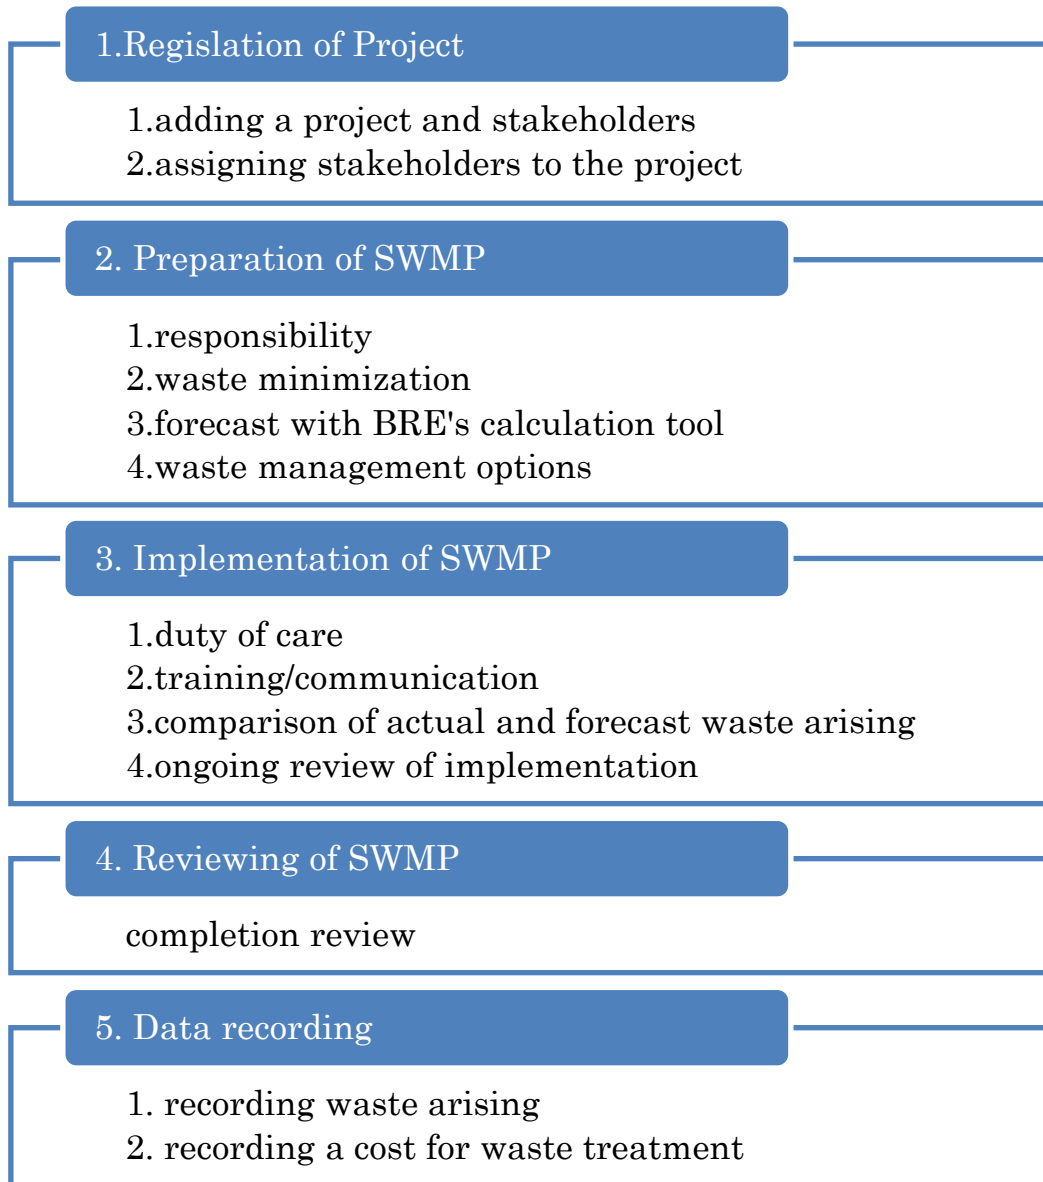 1.Regislation of Project
1.adding a project and stakeholders
2.assigning stakeholders to the project
2. Preparation of SWMP
1.responsibility
2.waste minimization
3.forecast with BRE's calculation tool
4.waste management options
3. Implementation of SWMP
1.duty of care
2.training/communication
3.comparison of actual and forecast waste arising
4.ongoing review of implementation
4. Reviewing of SWMP
completion review
5. Data recording
1. recording waste arising
2. recording a cost for waste treatment